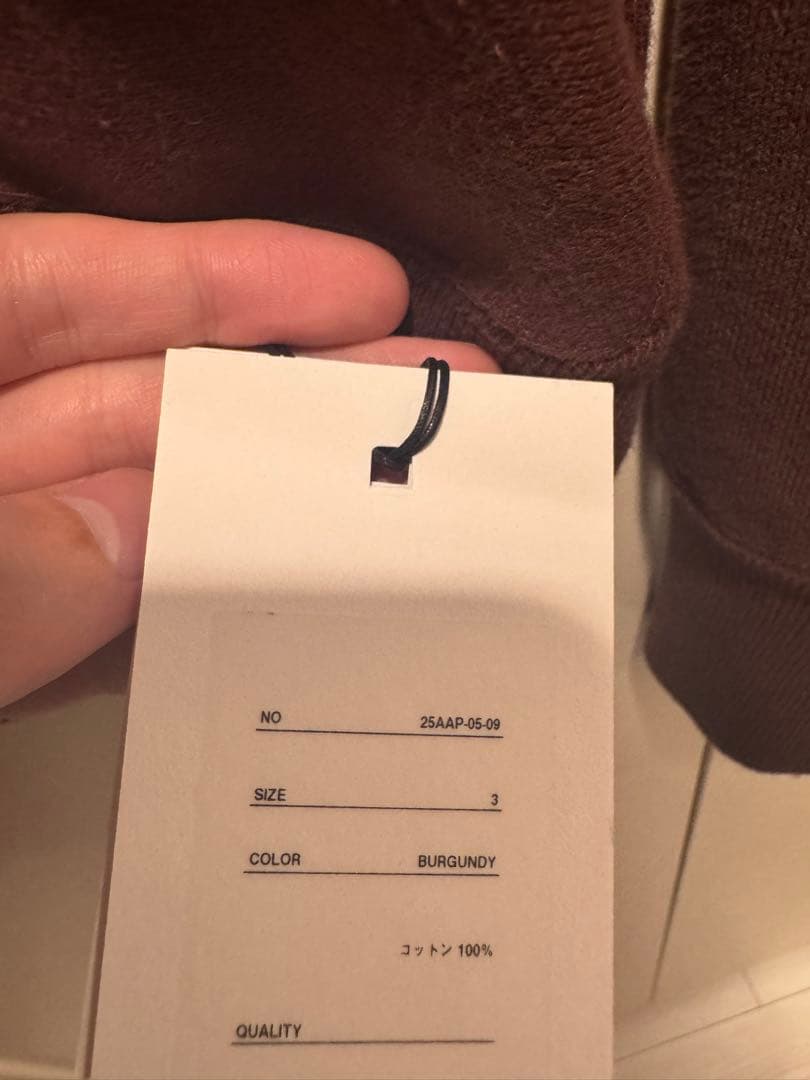 NO 25AAP-05-09
SIZE 3
COLOR BURGUNDY
コットン 100%
QUALITY